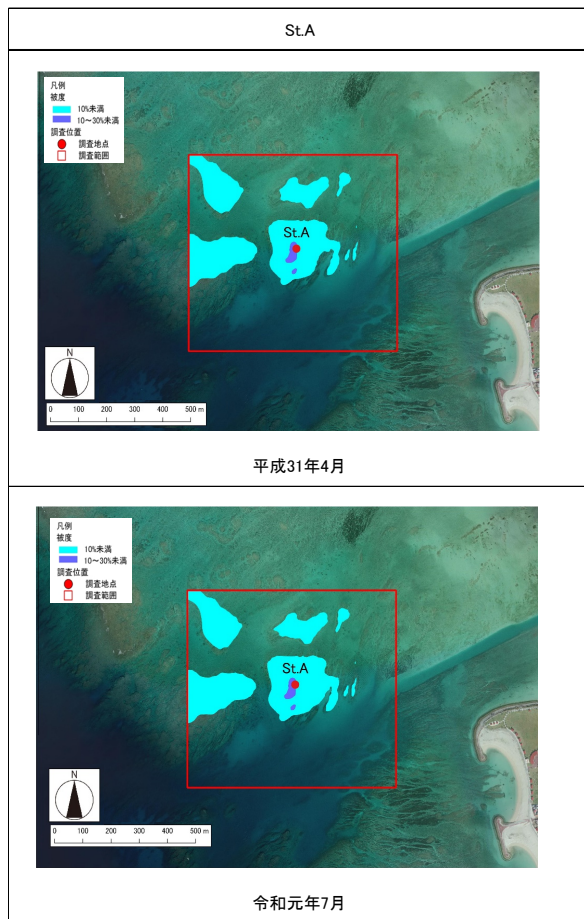 St.A
凡例
被度
10%未満
10～30%未満
調査位置
調査地点
調査範囲
St.A
N
0 100 200 300 400 500 m
平成31年4月
凡例
被度
10%未満
10～30%未満
調査位置
調査地点
調査範囲
St.A
N
0 100 200 300 400 500 m
令和元年7月